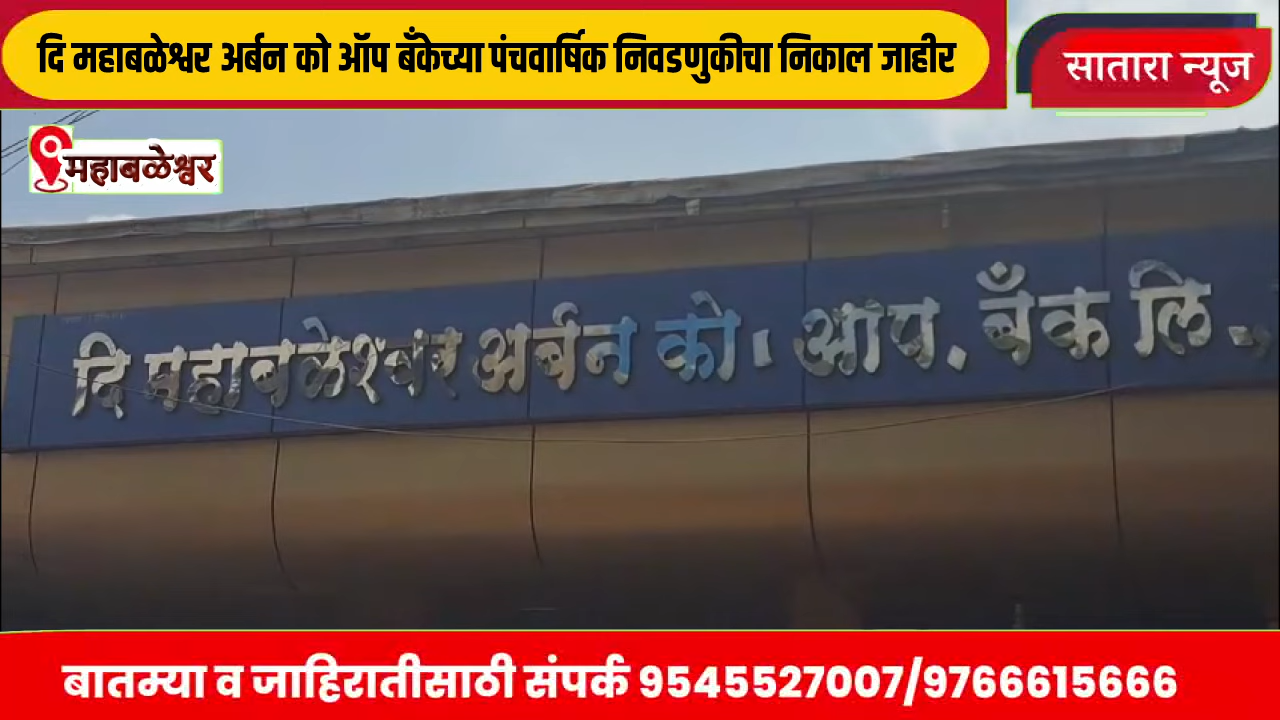 दि महाबळेश्वर अर्बन को ऑप बँकेच्या पंचवार्षिक निवडणुकीचा निकाल जाहीर
सातारा न्यूज
महाबळेश्वर
दि महाबळेश्वर अर्बन को. आप. बँक लि.,
बातम्या व जाहिरातीसाठी संपर्क 9545527007/9766615666